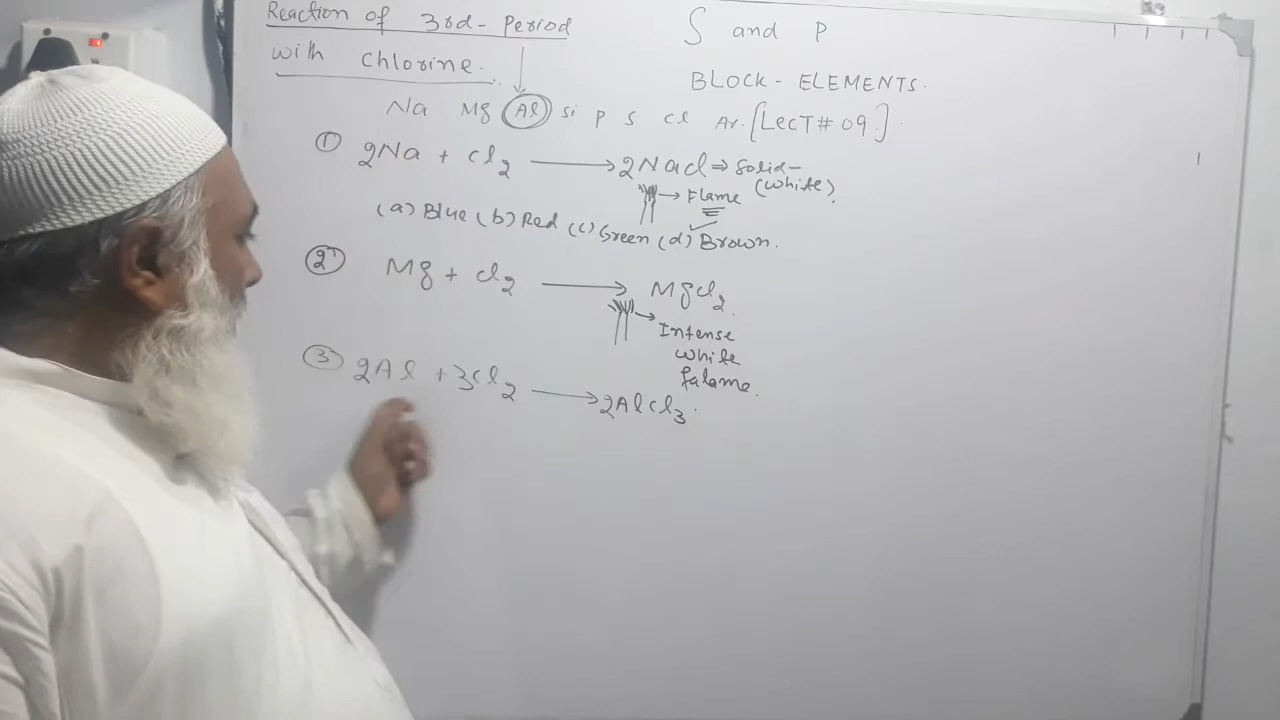 Reaction of 3rd-Period
with chlorine.
S and P
BLOCK-ELEMENTS.
[LecT#09.]
Na Mg Al Si P S Cl Ar.
① 2Na + Cl2 → 2NaCl ⇒ Solid-
(white).
→ Flame
(a) Blue (b) Red (c) Green (d) Brown.
② Mg + Cl2 → MgCl2.
→ Intense
white
falame.
③ 2Al + 3Cl2 → 2AlCl3.